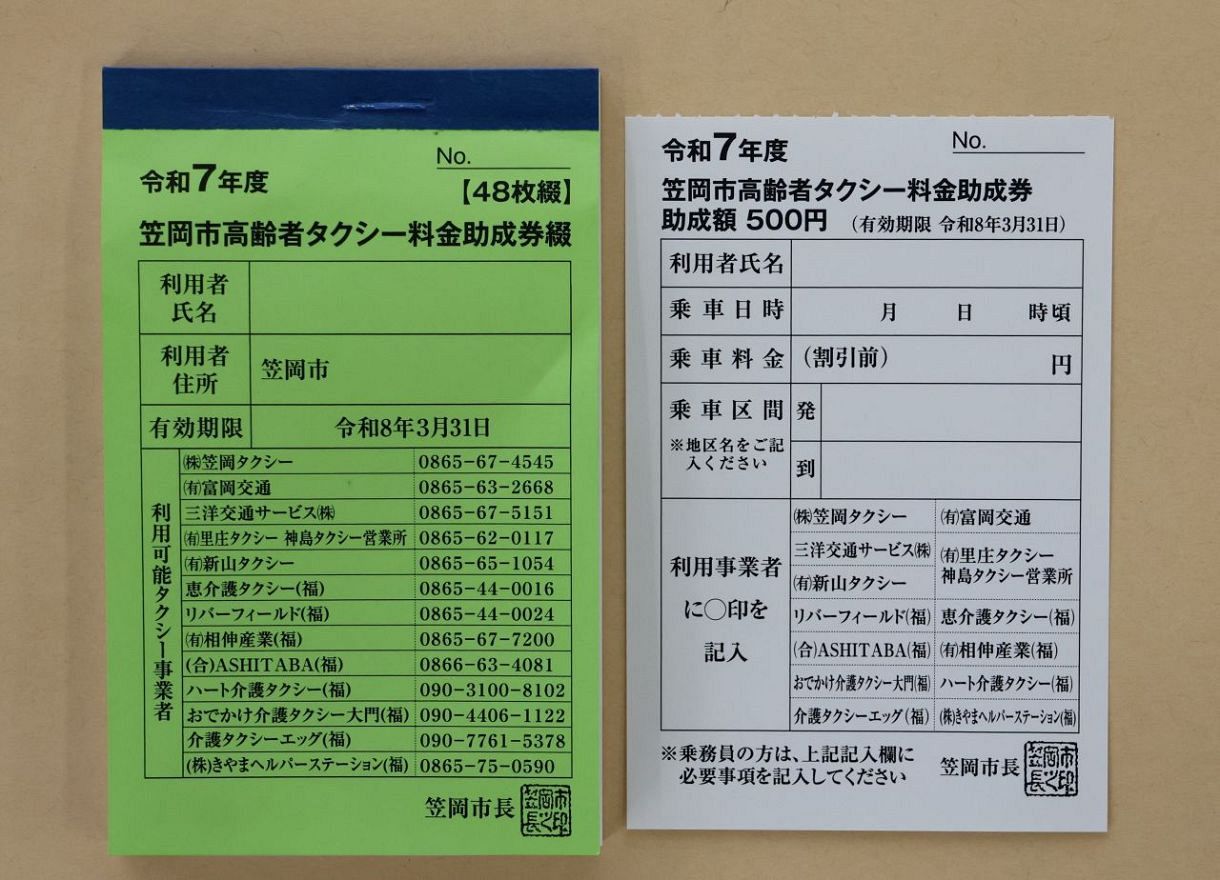 No.
令和7年度
【48枚綴】
笠岡市高齢者タクシー料金助成券綴
利用者
氏名
利用者
住所
笠岡市
有効期限
令和8年3月31日
利用可能タクシー事業者
㈱笠岡タクシー 0865-67-4545
㈲富岡交通 0865-63-2668
三洋交通サービス㈱ 0865-67-5151
㈲里庄タクシー 神島タクシー営業所 0865-62-0117
㈲新山タクシー 0865-65-1054
恵介護タクシー(福) 0865-44-0016
リバーフィールド(福) 0865-44-0024
㈲相伸産業(福) 0865-67-7200
(合)ASHITABA(福) 0866-63-4081
ハート介護タクシー(福) 090-3100-8102
おでかけ介護タクシー大門(福) 090-4406-1122
介護タクシーエッグ(福) 090-7761-5378
(株)きやまヘルパーステーション(福) 0865-75-0590
笠岡市長
笠岡市長之印
No.
令和7年度
笠岡市高齢者タクシー料金助成券
助成額 500円 (有効期限 令和8年3月31日)
利用者氏名
乗車日時 月 日 時頃
乗車料金 (割引前) 円
乗車区間 発
※地区名をご記
入ください
到
利用事業者
に○印を
記入
㈱笠岡タクシー ㈲富岡交通
三洋交通サービス㈱ ㈲里庄タクシー
神島タクシー営業所
㈲新山タクシー
リバーフィールド(福) 恵介護タクシー(福)
(合)ASHITABA(福) ㈲相伸産業(福)
おでかけ介護タクシー大門(福) ハート介護タクシー(福)
介護タクシーエッグ(福) (株)きやまヘルパーステーション(福)
※乗務員の方は、上記記入欄に
必要事項を記入してください
笠岡市長
笠岡市長之印